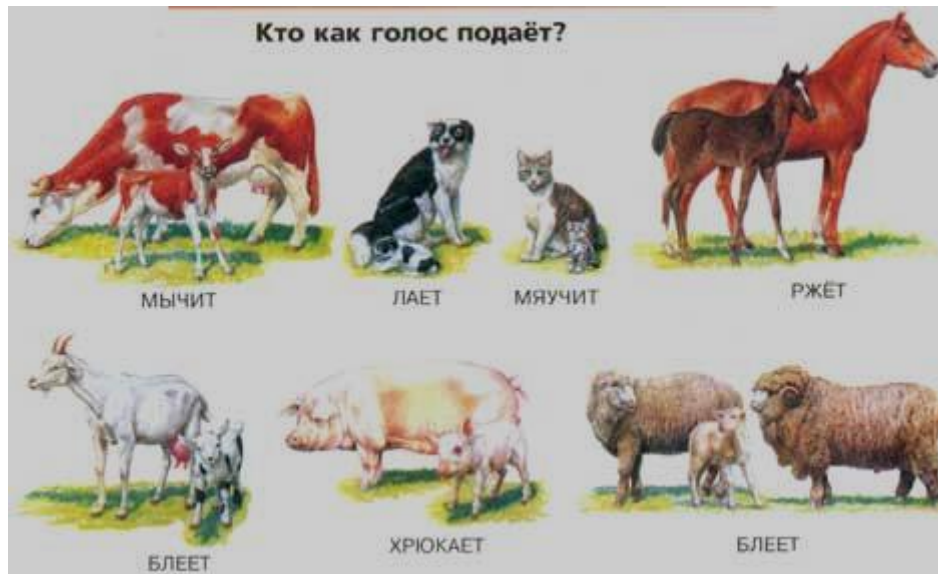 Кто как голос подаёт?
МЫЧИТ
ЛАЕТ
МЯУЧИТ
РЖЁТ
БЛЕЕТ
ХРЮКАЕТ
БЛЕЕТ